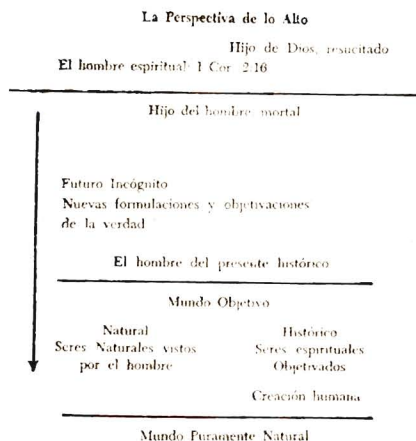 La Perspectiva de lo Alto
Hijo de Dios, resucitado
El hombre espiritual: 1 Cor. 2.16
Hijo del hombre, mortal
Futuro Incógnito
Nuevas formulaciones y objetivaciones
de la verdad
El hombre del presente histórico
Mundo Objetivo
Natural
Seres Naturales vistos
por el hombre
Histórico
Seres espirituales
Objetivados
Creación humana
Mundo Puramente Natural